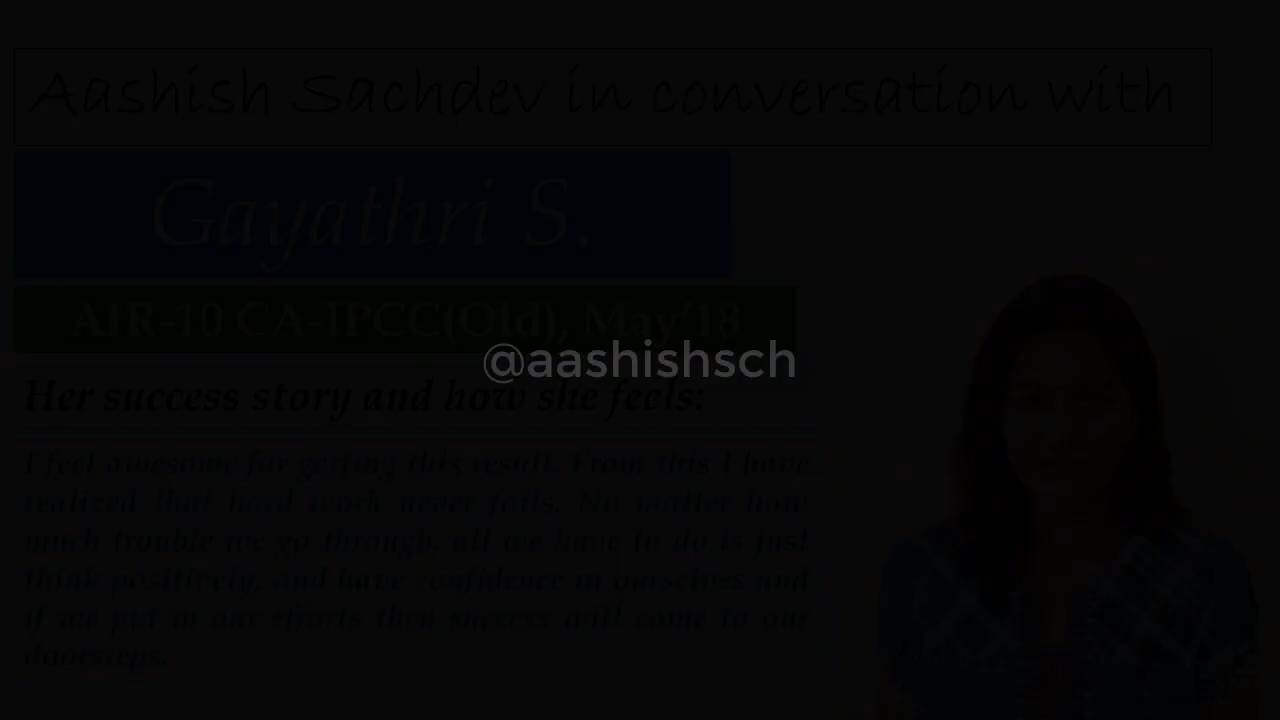 Aashish Sachdev in conversation with
Gayathri S.
AIR-10 CA-IPCC(Old), May'18
@aashishsch
Her success story and how she feels:
I feel awesome for getting this result. From this I have
realized that hard work never fails. No matter how
much trouble we go through, all we have to do is just
think positively, and have confidence in ourselves and
if we put in our efforts then success will come to our
doorsteps.